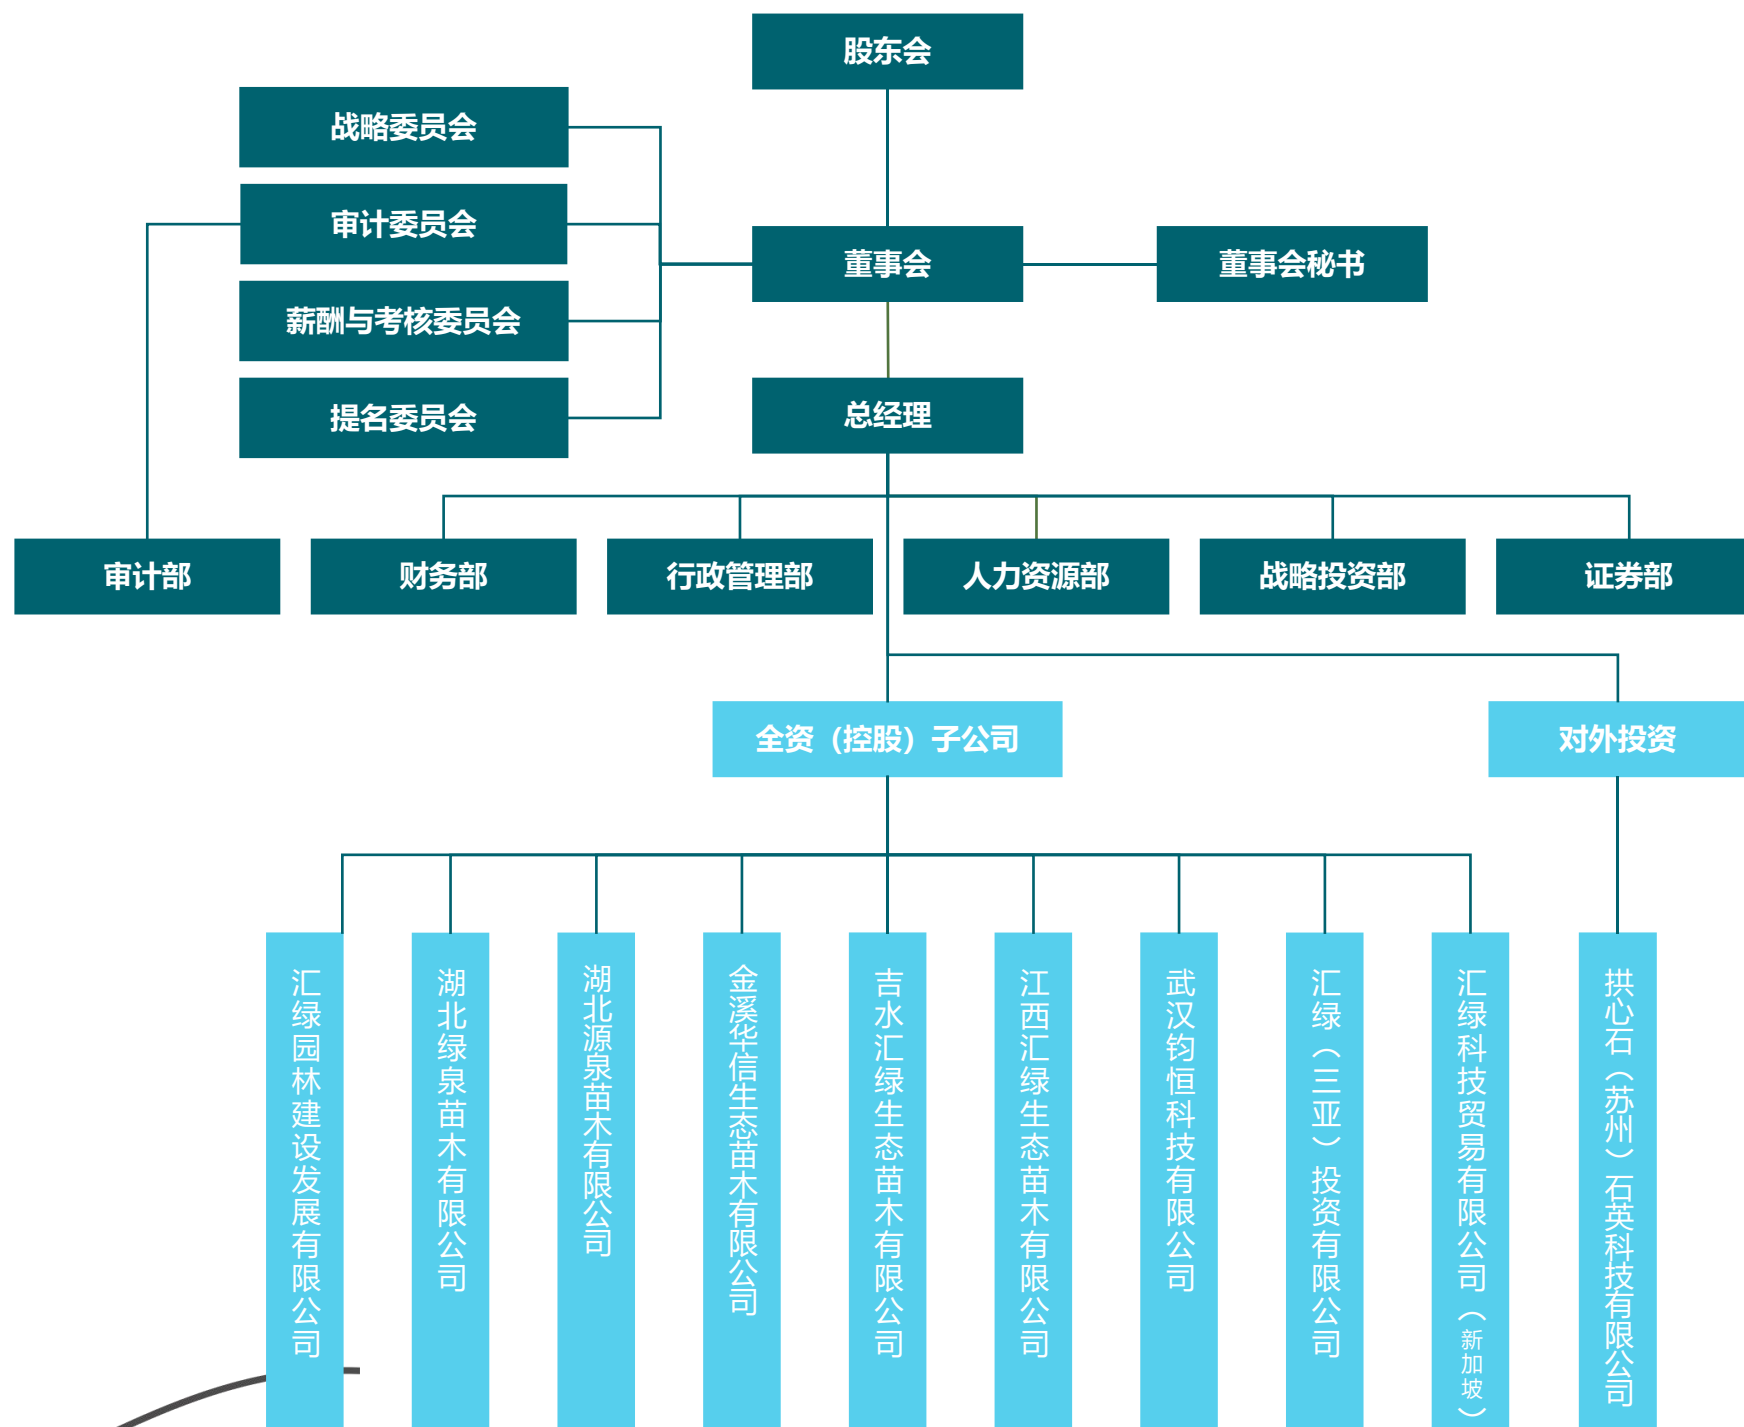 股东会
战略委员会
审计委员会
董事会
董事会秘书
薪酬与考核委员会
提名委员会
总经理
审计部
财务部
行政管理部
人力资源部
战略投资部
证券部
全资（控股）子公司
对外投资
汇绿园林建设发展有限公司
湖北绿泉苗木有限公司
湖北源泉苗木有限公司
金溪华信生态苗木有限公司
吉水汇绿生态苗木有限公司
江西汇绿生态苗木有限公司
武汉钧恒科技有限公司
汇绿（三亚）投资有限公司
汇绿科技贸易有限公司（新加坡）
拱心石（苏州）石英科技有限公司